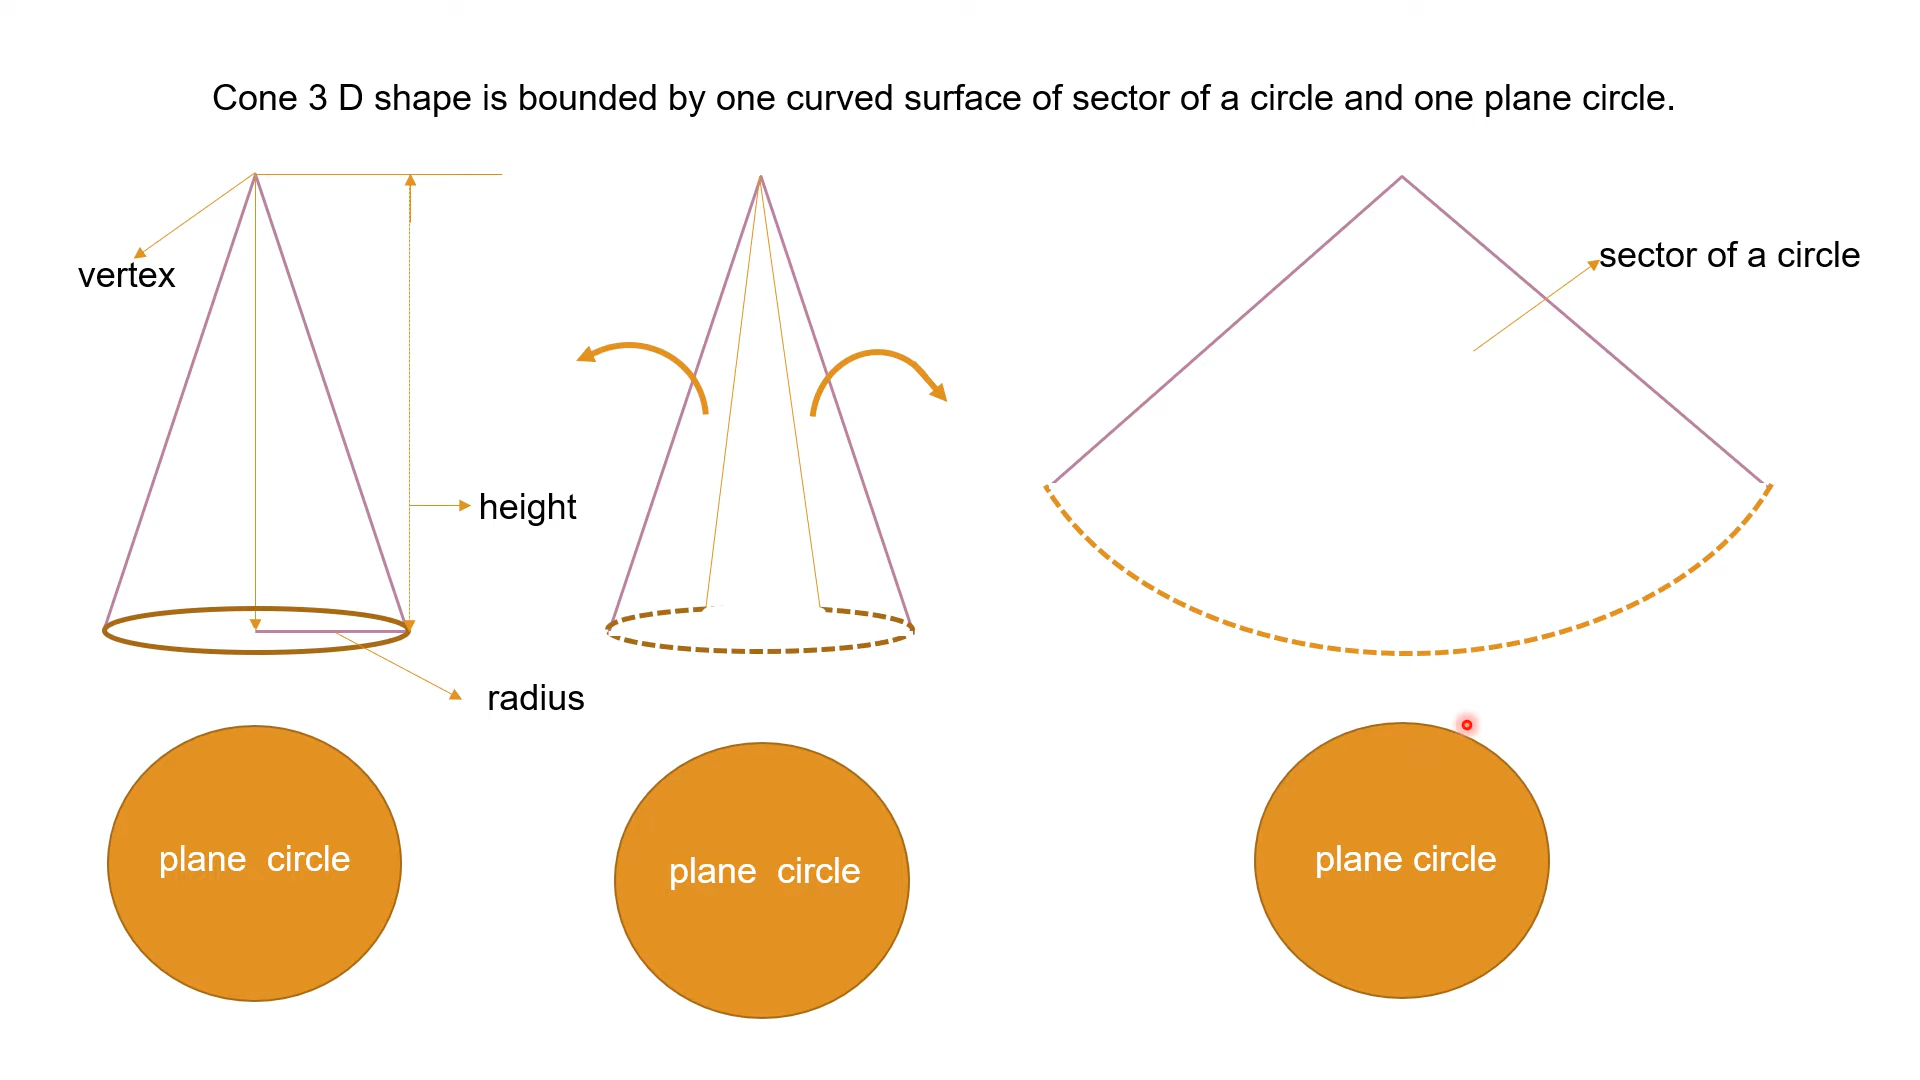 Cone 3 D shape is bounded by one curved surface of sector of a circle and one plane circle.
vertex
sector of a circle
height
radius
plane  circle
plane  circle
plane circle